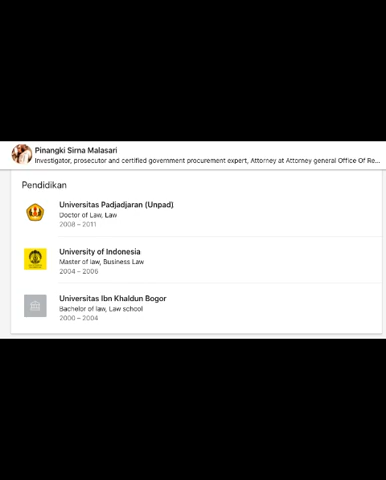 Pinangki Sirna Malasari
Investigator, prosecutor and certified government procurement expert, Attorney at Attorney general Office Of Re...
Pendidikan
Universitas Padjadjaran (Unpad)
Doctor of Law, Law
2008 – 2011
University of Indonesia
Master of law, Business Law
2004 – 2006
Universitas Ibn Khaldun Bogor
Bachelor of law, Law school
2000 – 2004